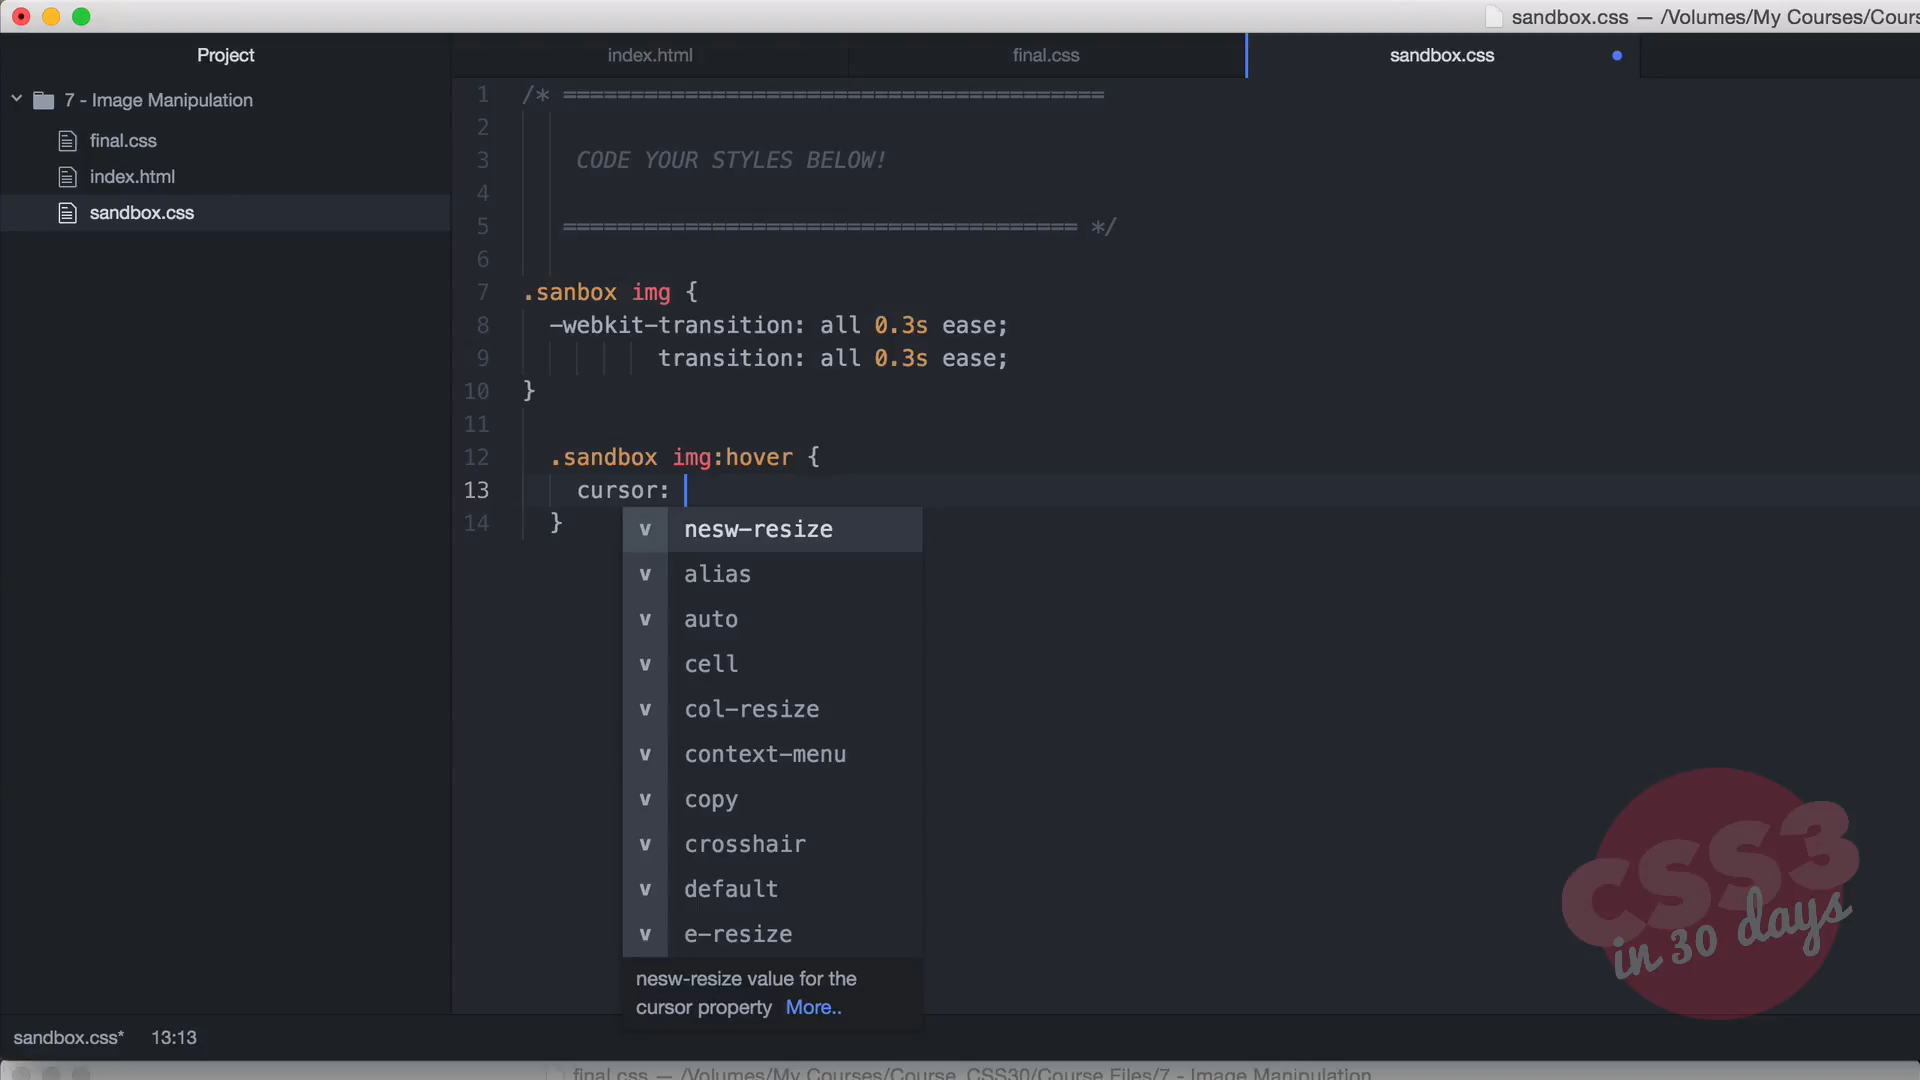 sandbox.css — /Volumes/My Courses/Cours
Project
index.html
final.css
sandbox.css
7 - Image Manipulation
final.css
index.html
sandbox.css
1 /* ========================================
2
3 CODE YOUR STYLES BELOW!
4
5 ====================================== */
6
7 .sanbox img {
8 -webkit-transition: all 0.3s ease;
9 transition: all 0.3s ease;
10 }
11
12 .sandbox img:hover {
13 cursor:
14 }
v nesw-resize
v alias
v auto
v cell
v col-resize
v context-menu
v copy
v crosshair
v default
v e-resize
nesw-resize value for the
cursor property More..
CSS3
in 30 days
sandbox.css* 13:13
final.css — /Volumes/My Courses/Course_CSS30/Course Files/7 - Image Manipulation